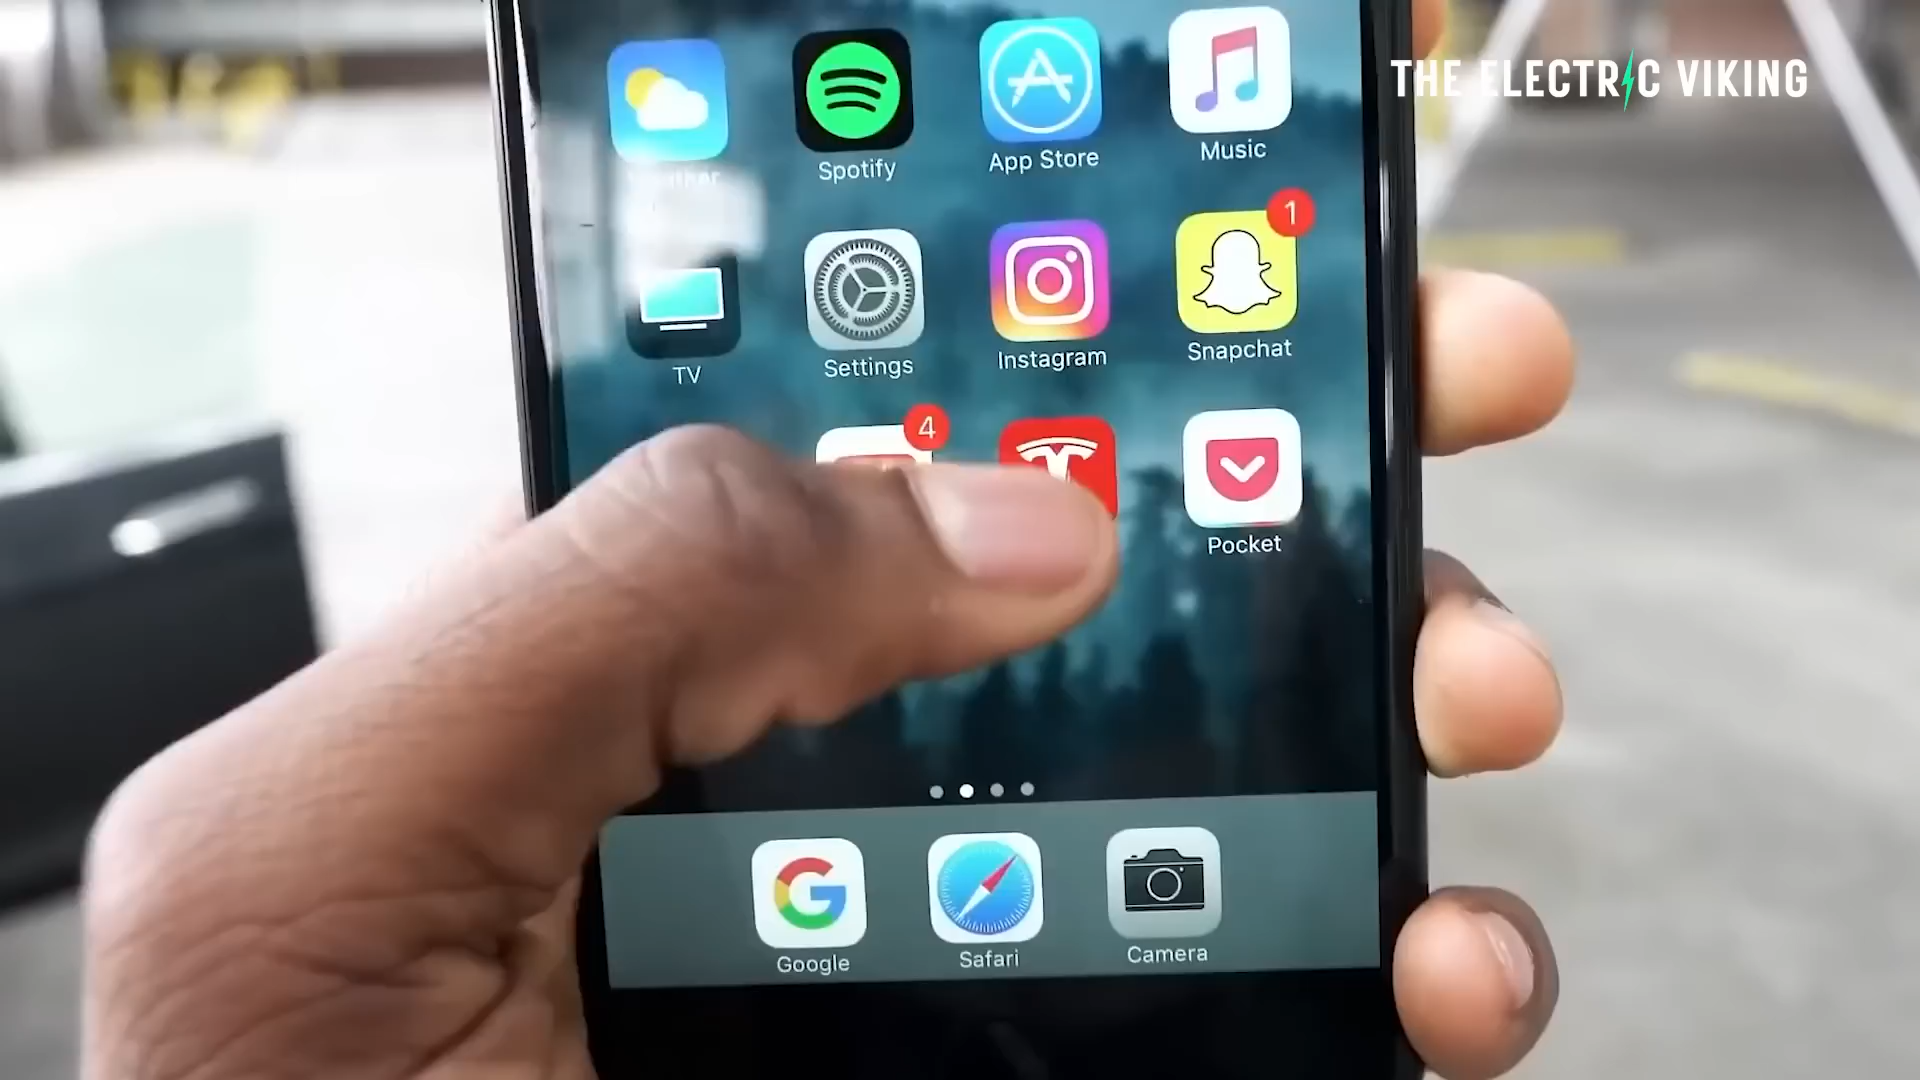 THE ELECTRIC VIKING
Spotify
App Store
Music
1
TV
Settings
Instagram
Snapchat
4
Pocket
Google
Safari
Camera